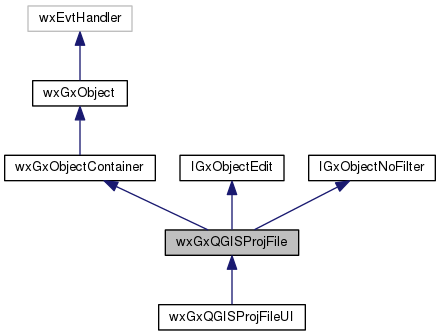 wxEvtHandler
wxGxObject
wxGxObjectContainer
IGxObjectEdit
IGxObjectNoFilter
wxGxQGISProjFile
wxGxQGISProjFileUI